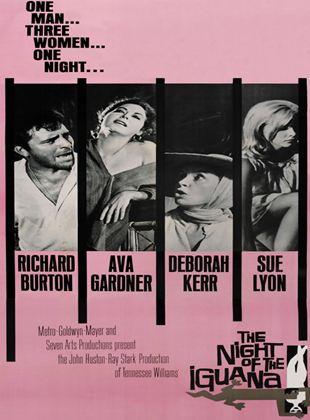 ONE
MAN...
THREE
WOMEN...
ONE
NIGHT...
RICHARD
BURTON
AVA
GARDNER
DEBORAH
KERR
SUE
LYON
Metro-Goldwyn-Mayer and
Seven Arts Productions present
the John Huston-Ray Stark Production
of Tennessee Williams'
THE
NIGHT
OF THE
IGUANA